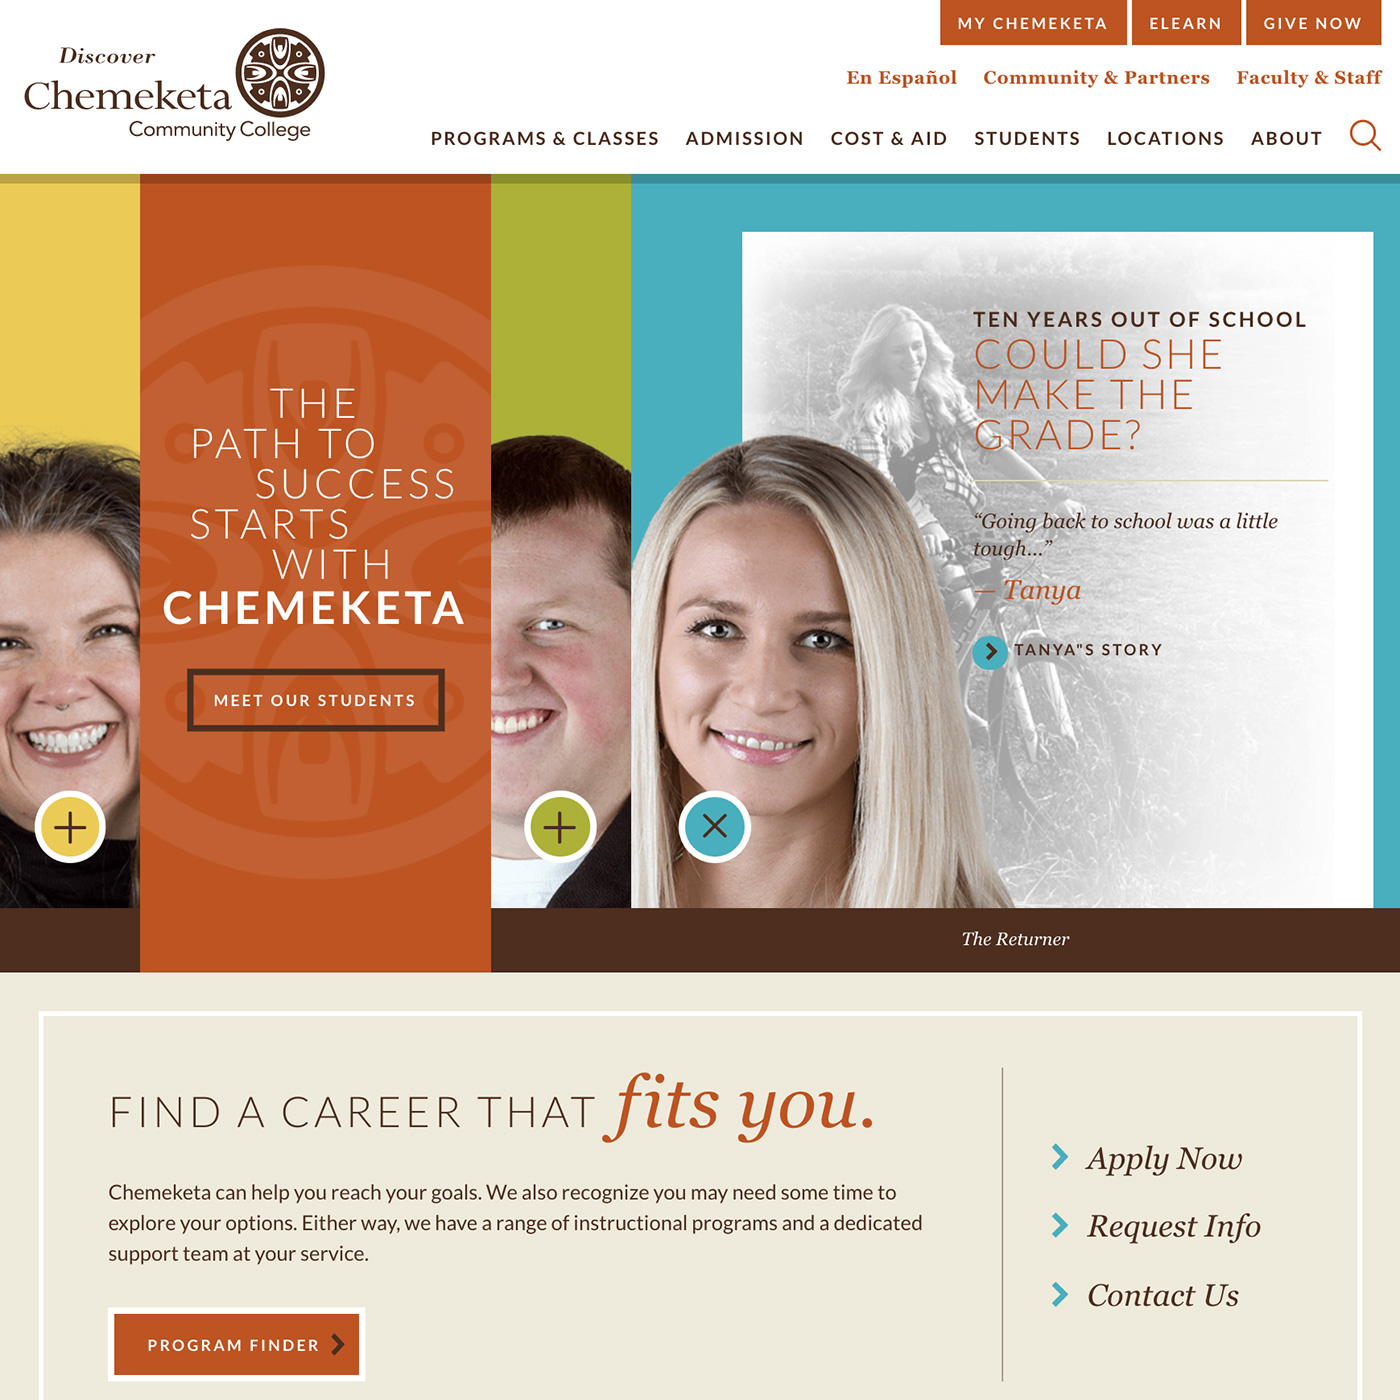 MY CHEMEKETA
ELEARN
GIVE NOW
Discover
Chemeketa
Community College
En Español
Community & Partners
Faculty & Staff
PROGRAMS & CLASSES
ADMISSION
COST & AID
STUDENTS
LOCATIONS
ABOUT
THE
PATH TO
SUCCESS
STARTS
WITH
CHEMEKETA
MEET OUR STUDENTS
TEN YEARS OUT OF SCHOOL
COULD SHE
MAKE THE
GRADE?
“Going back to school was a little
tough...”
— Tanya
TANYA"S STORY
The Returner
FIND A CAREER THAT fits you.
Chemeketa can help you reach your goals. We also recognize you may need some time to
explore your options. Either way, we have a range of instructional programs and a dedicated
support team at your service.
PROGRAM FINDER
Apply Now
Request Info
Contact Us